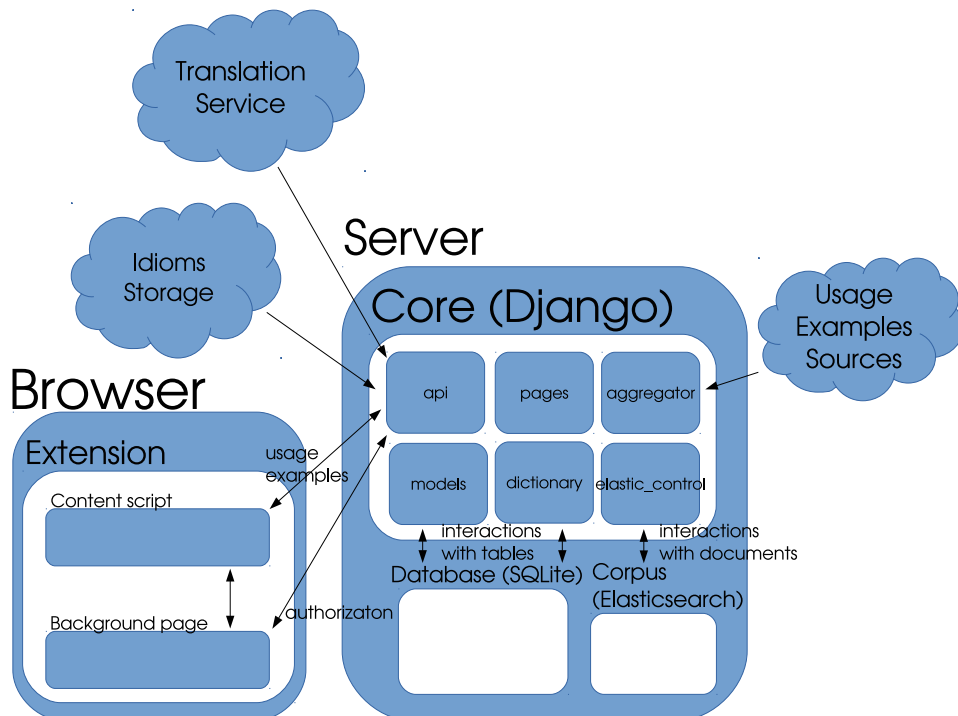 Translation
Service
Idioms
Storage
Server
Core (Django)
Usage
Examples
Sources
api
pages
aggregator
models
dictionary
elastic_control
Browser
Extension
usage
examples
Content script
Background page
authorizaton
interactions
with tables
interactions
with documents
Database (SQLite)
Corpus
(Elasticsearch)